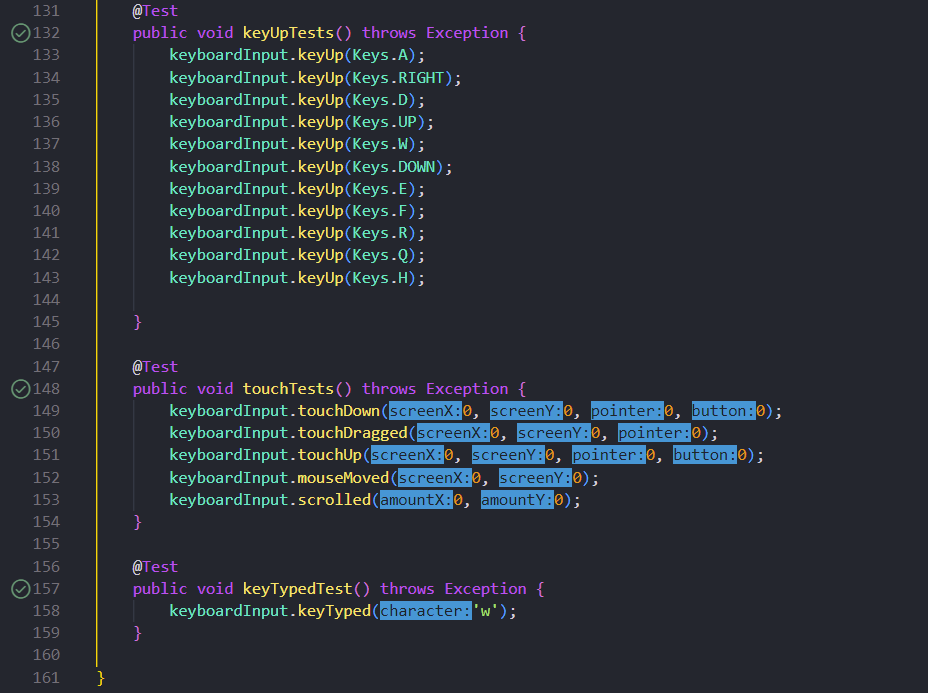 131 @Test
132 public void keyUpTests() throws Exception {
133 keyboardInput.keyUp(Keys.A);
134 keyboardInput.keyUp(Keys.RIGHT);
135 keyboardInput.keyUp(Keys.D);
136 keyboardInput.keyUp(Keys.UP);
137 keyboardInput.keyUp(Keys.W);
138 keyboardInput.keyUp(Keys.DOWN);
139 keyboardInput.keyUp(Keys.E);
140 keyboardInput.keyUp(Keys.F);
141 keyboardInput.keyUp(Keys.R);
142 keyboardInput.keyUp(Keys.Q);
143 keyboardInput.keyUp(Keys.H);
144
145 }
146
147 @Test
148 public void touchTests() throws Exception {
149 keyboardInput.touchDown(screenX:0, screenY:0, pointer:0, button:0);
150 keyboardInput.touchDragged(screenX:0, screenY:0, pointer:0);
151 keyboardInput.touchUp(screenX:0, screenY:0, pointer:0, button:0);
152 keyboardInput.mouseMoved(screenX:0, screenY:0);
153 keyboardInput.scrolled(amountX:0, amountY:0);
154 }
155
156 @Test
157 public void keyTypedTest() throws Exception {
158 keyboardInput.keyTyped(character:'w');
159 }
160
161 }